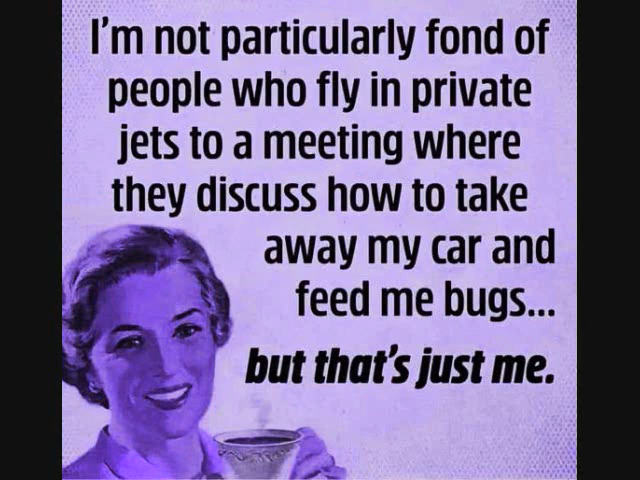 I'm not particularly fond of
people who fly in private
jets to a meeting where
they discuss how to take
away my car and
feed me bugs...
but that's just me.